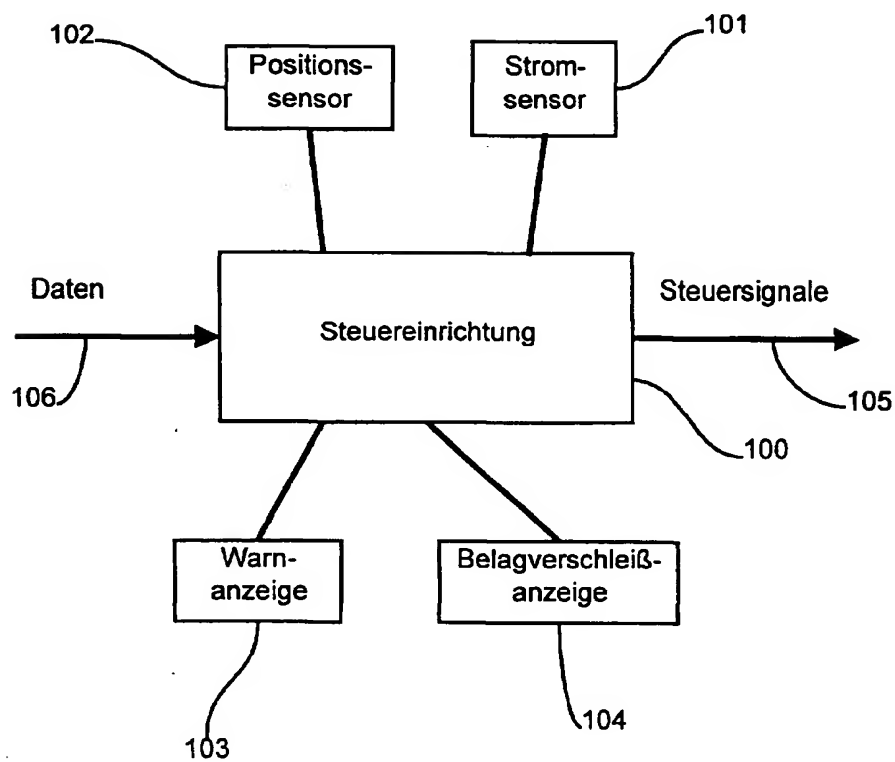 102
Positions-
sensor
Strom-
sensor
101
Daten
Steuereinrichtung
Steuersignale
106
105
100
Warn-
anzeige
Belagverschleiß-
anzeige
103
104